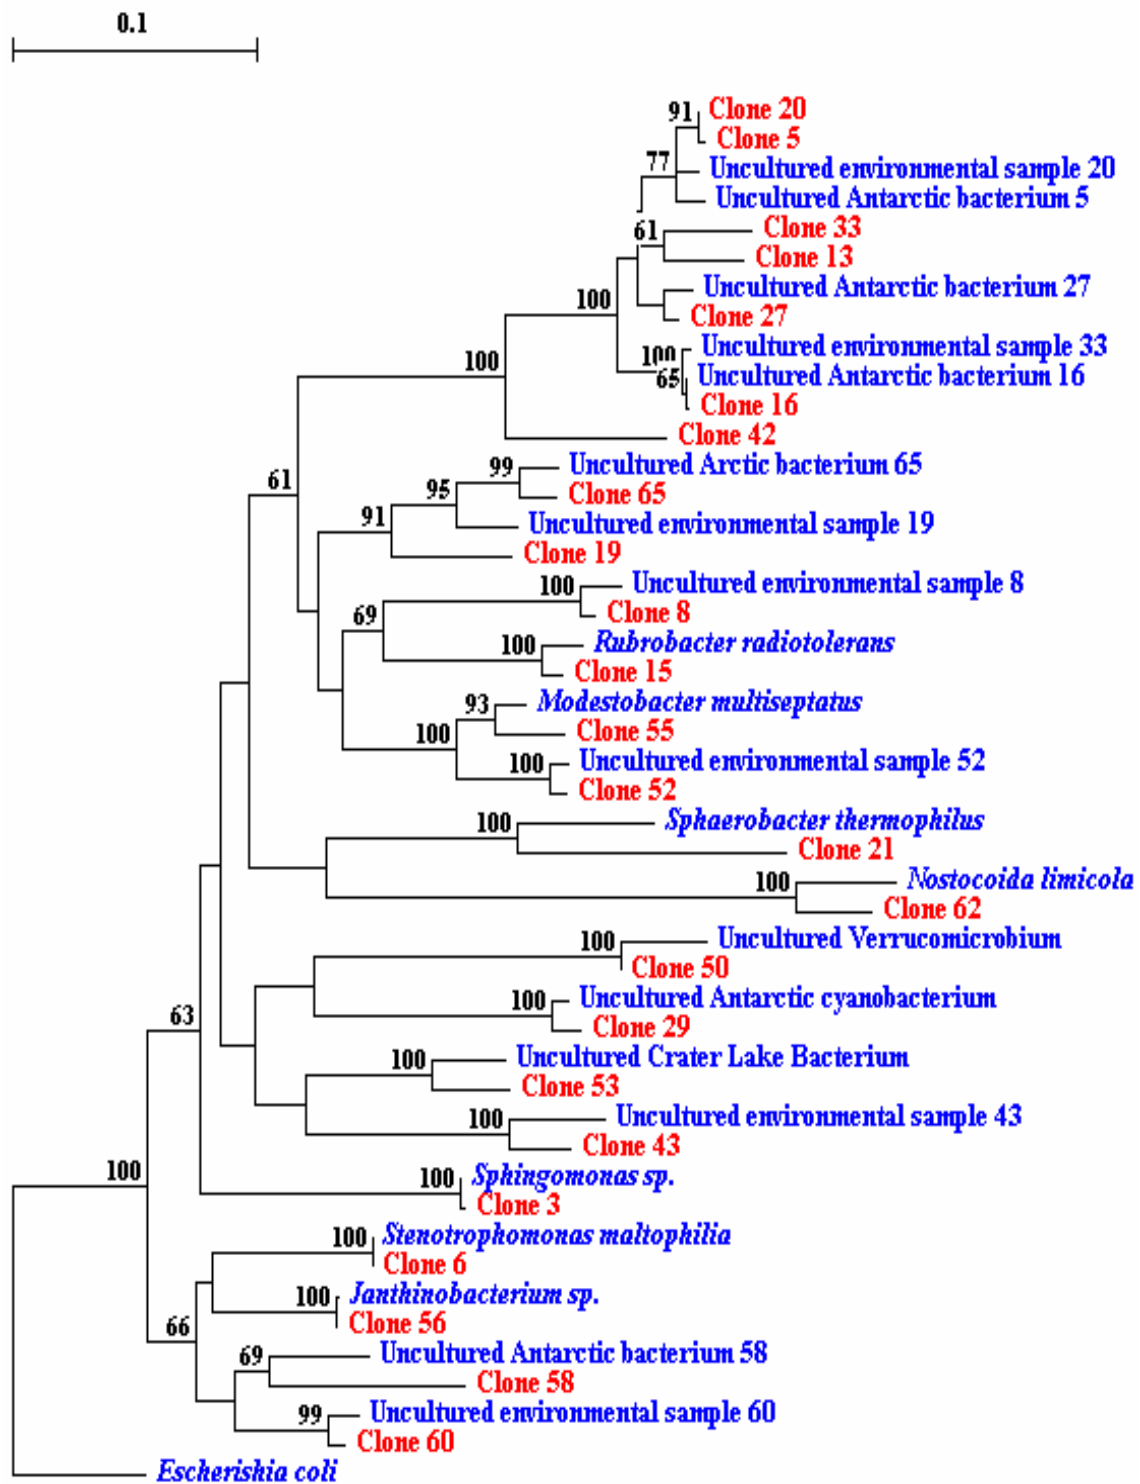 0.1
91 Clone 20
Clone 5
77
Uncultured environmental sample 20
Uncultured Antarctic bacterium 5
61 Clone 33
Clone 13
Uncultured Antarctic bacterium 27
100
Clone 27
Uncultured environmental sample 33
100
100
65 Uncultured Antarctic bacterium 16
Clone 16
Clone 42
99 Uncultured Arctic bacterium 65
61
95 Clone 65
91 Uncultured environmental sample 19
Clone 19
100 Uncultured environmental sample 8
69 Clone 8
100 Rubrobacter radiotolerans
Clone 15
93 Modestobacter multiseptatus
100 Clone 55
100 Uncultured environmental sample 52
Clone 52
100 Sphaerobacter thermophilus
Clone 21
100 Nostocoida limicola
Clone 62
100 Uncultured Verrucomicrobium
Clone 50
100 Uncultured Antarctic cyanobacterium
63
Clone 29
100 Uncultured Crater Lake Bacterium
Clone 53
100 Uncultured environmental sample 43
Clone 43
100
100 Sphingomonas sp.
Clone 3
100 Stenotrophomonas maltophilia
Clone 6
100 Janthinobacterium sp.
66 Clone 56
69 Uncultured Antarctic bacterium 58
Clone 58
99 Uncultured environmental sample 60
Clone 60
Escherishia coli